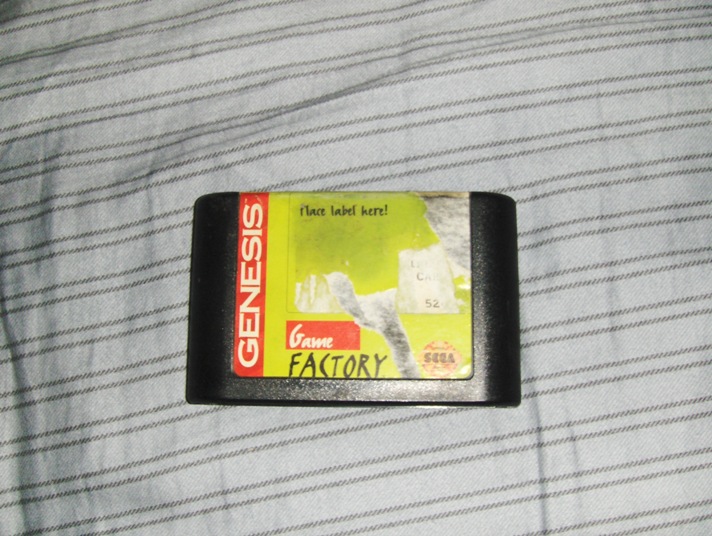 GENESIS
Place label here!
52
Game
FACTORY
SEGA